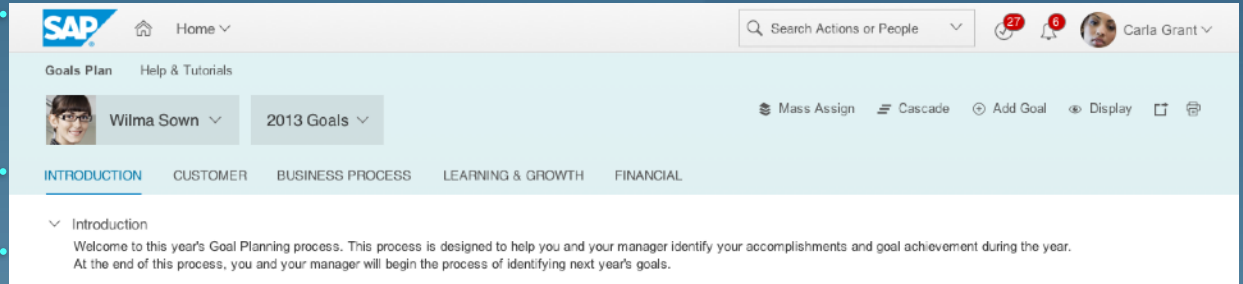 SAP Home Search Actions or People 27 6 Carla Grant
Goals Plan Help & Tutorials
Wilma Sown 2013 Goals Mass Assign Cascade Add Goal Display
INTRODUCTION CUSTOMER BUSINESS PROCESS LEARNING & GROWTH FINANCIAL
Introduction
Welcome to this year's Goal Planning process. This process is designed to help you and your manager identify your accomplishments and goal achievement during the year.
At the end of this process, you and your manager will begin the process of identifying next year's goals.